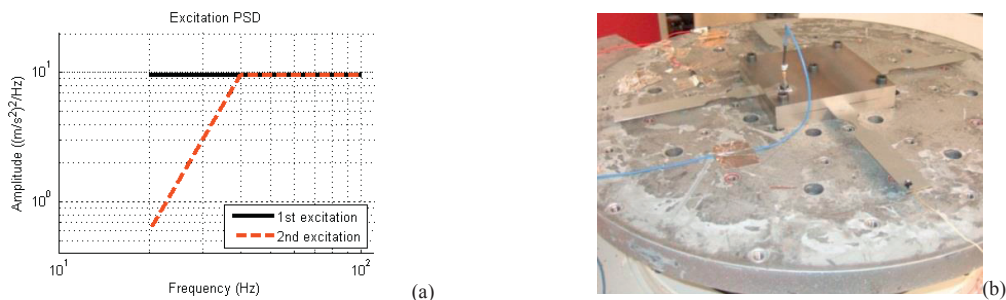 Excitation PSD
Amplitude ((m/s²)²/Hz)
10¹
10⁰
1st excitation
2nd excitation
10¹
10²
Frequency (Hz)
(a)
(b)